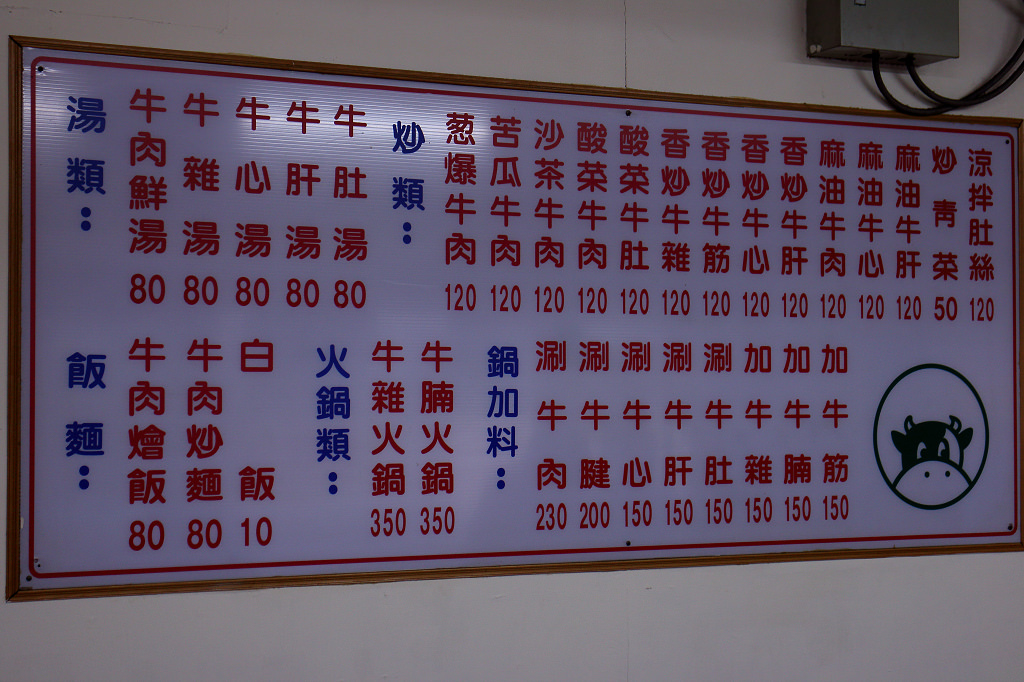 湯類：
牛肉鮮湯 80
牛雜湯 80
牛心湯 80
牛肝湯 80
牛肚湯 80
炒類：
葱爆牛肉 120
苦瓜牛肉 120
沙茶牛肉 120
酸菜牛肉 120
酸菜牛肚 120
香炒牛雜 120
香炒牛筋 120
香炒牛心 120
香炒牛肝 120
麻油牛肉 120
麻油牛心 120
麻油牛肝 120
炒青菜 50
涼拌肚絲 120
飯麵：
牛肉燴飯 80
牛肉炒麵 80
白飯 10
火鍋類：
牛雜火鍋 350
牛腩火鍋 350
鍋加料：
涮牛肉 230
涮牛腱 200
涮牛心 150
涮牛肝 150
涮牛肚 150
加牛雜 150
加牛腩 150
加牛筋 150